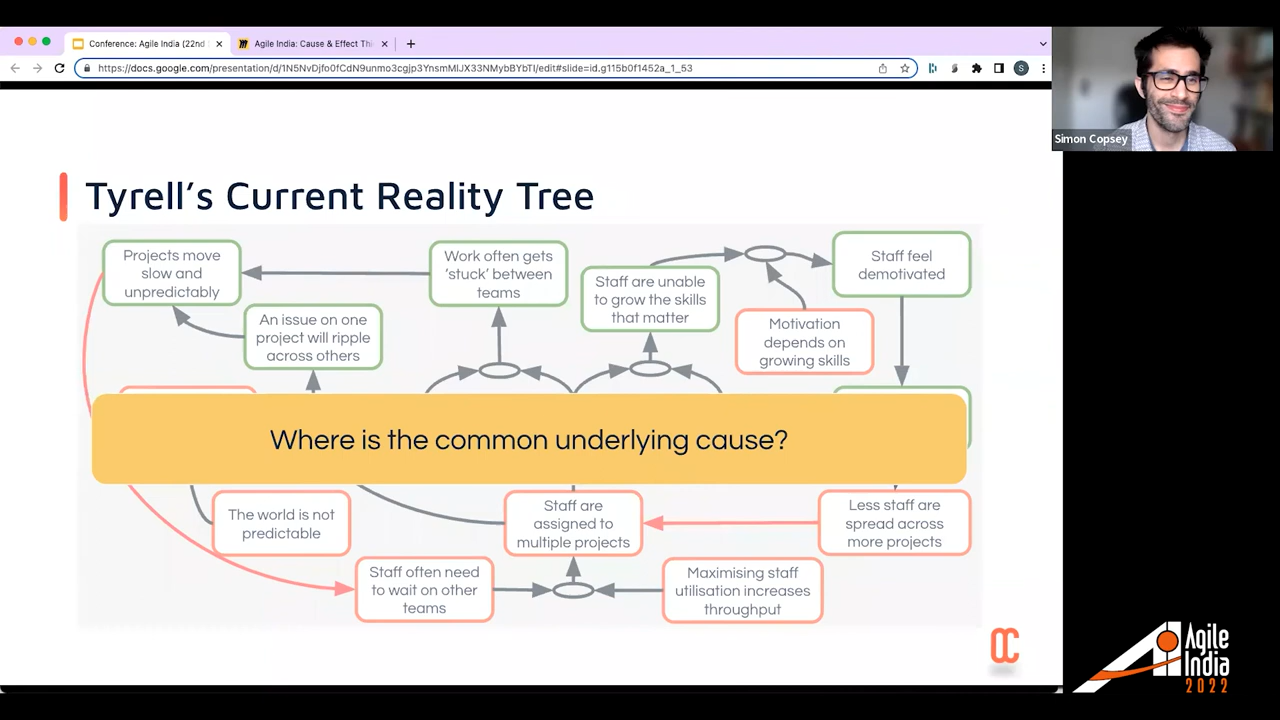 Conference: Agile India (22nd
Agile India: Cause & Effect Thi
https://docs.google.com/presentation/d/1N5NvDjfo0fCdN9unmo3cgjp3YnsmMlJX33NMybBYbTI/edit#slide=id.g115b0f1452a_1_53
S
Simon Copsey
Tyrell's Current Reality Tree
Projects move
slow and
unpredictably
Work often gets
'stuck' between
teams
Staff are unable
to grow the skills
that matter
Staff feel
demotivated
An issue on one
project will ripple
across others
Motivation
depends on
growing skills
Where is the common underlying cause?
The world is not
predictable
Staff are
assigned to
multiple projects
Less staff are
spread across
more projects
Staff often need
to wait on other
teams
Maximising staff
utilisation increases
throughput
OC
Agile
India
2022